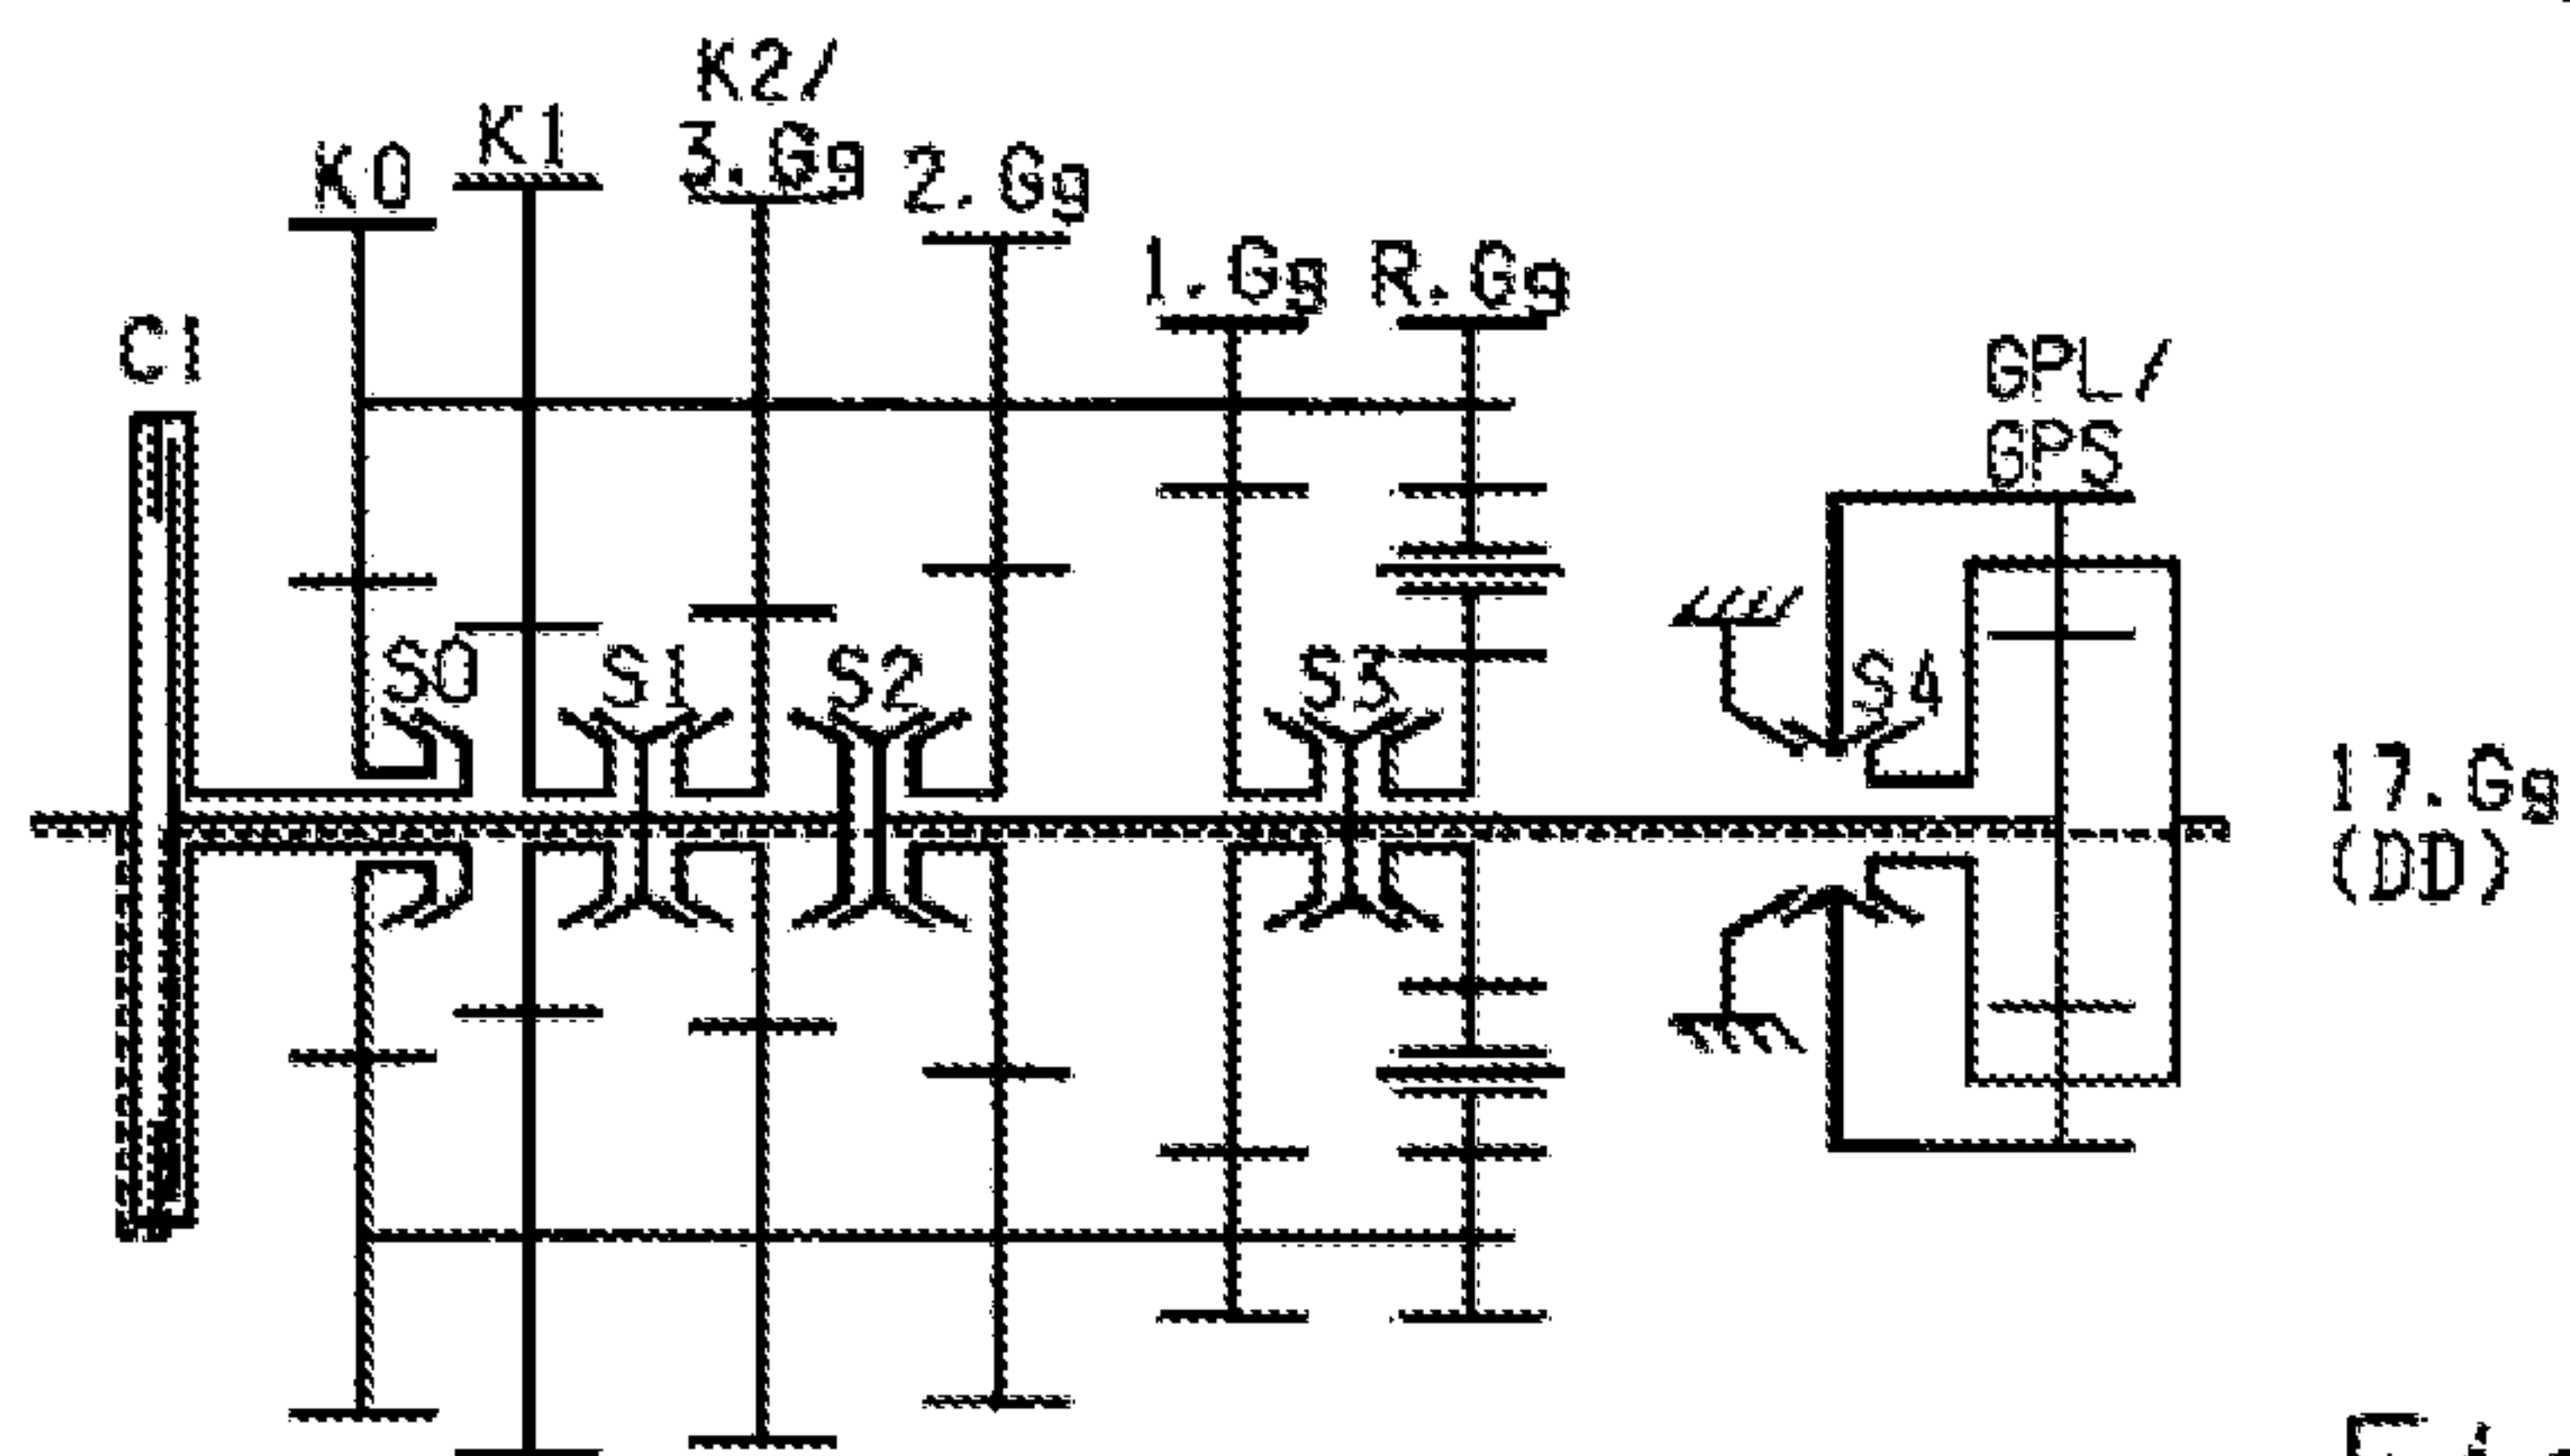 K0
K1
K2/
3.Gg
2.Gg
1.Gg
R.Gg
C1
GPL/
GPS
S0
S1
S2
S3
S4
17.Gg
(DD)